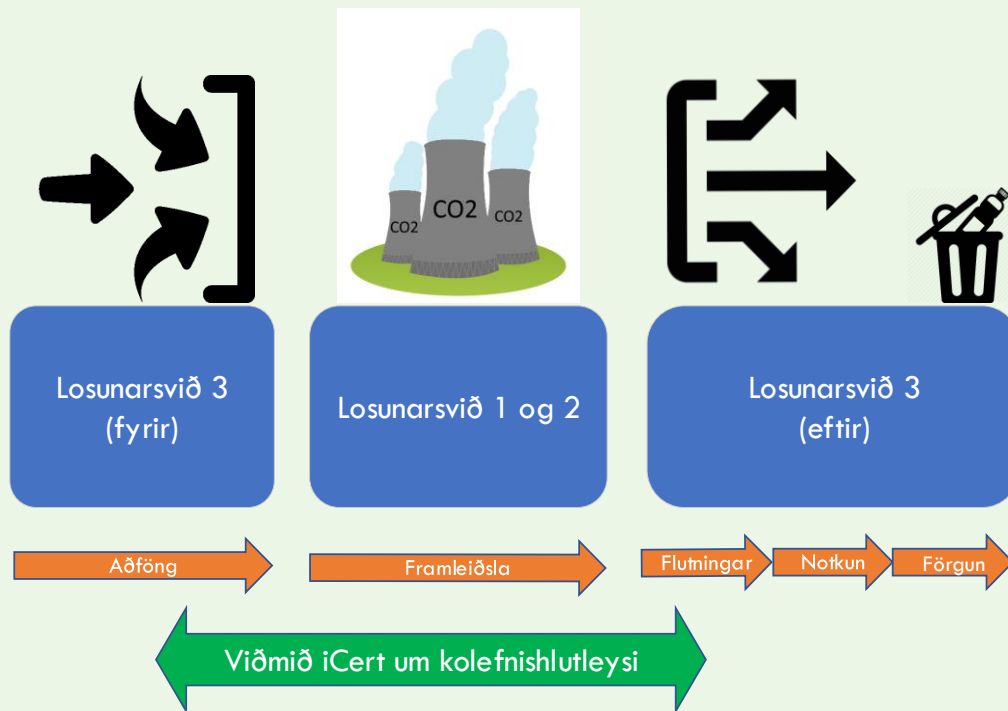 CO2
CO2
CO2
Losunarsvið 3
(fyrir)
Losunarsvið 1 og 2
Losunarsvið 3
(eftir)
Aðföng
Framleiðsla
Flutningar
Notkun
Förgun
Viðmið iCert um kolefnishlutleysi